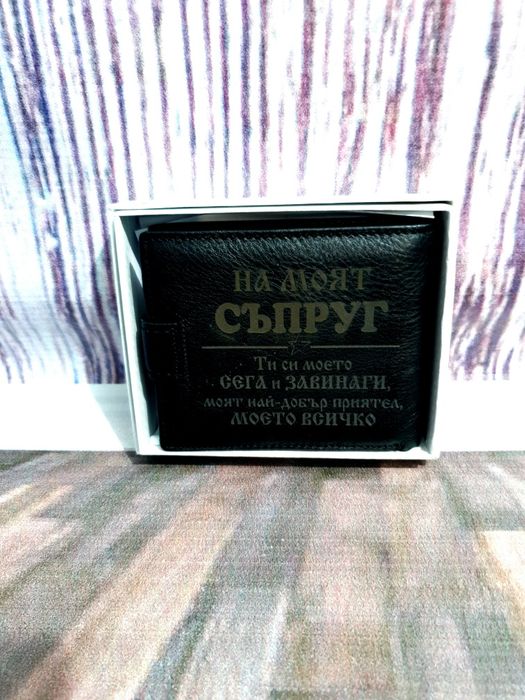 НА МОЯТ
СЪПРУГ
Ти си моето
СЕГА и ЗАВИНАГИ,
моят най-добър приятел,
МОЕТО ВСИЧКО